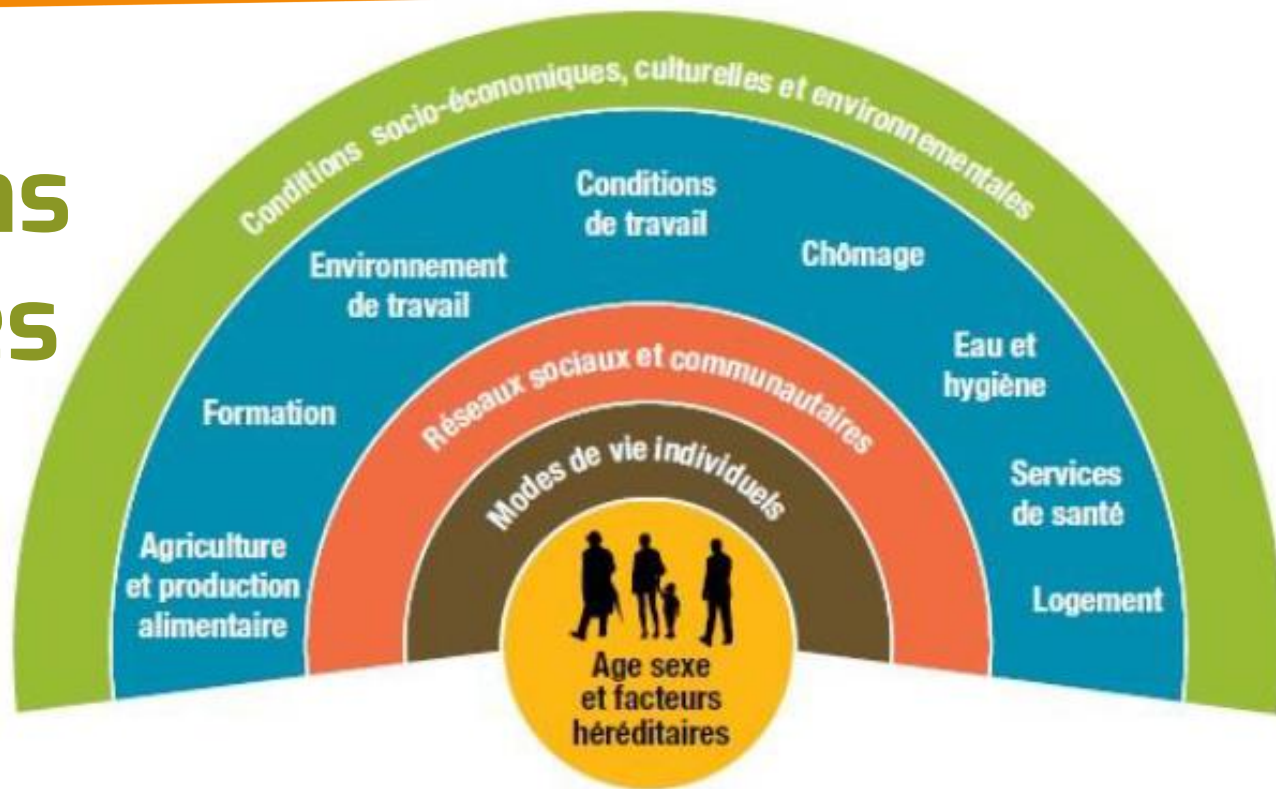 ns
es
Conditions socio-économiques, culturelles et environnementales
Conditions
de travail
Environnement
de travail
Chômage
Formation
Eau et
hygiène
Services
de santé
Agriculture
et production
alimentaire
Logement
Réseaux sociaux et communautaires
Modes de vie individuels
Age sexe
et facteurs
héréditaires